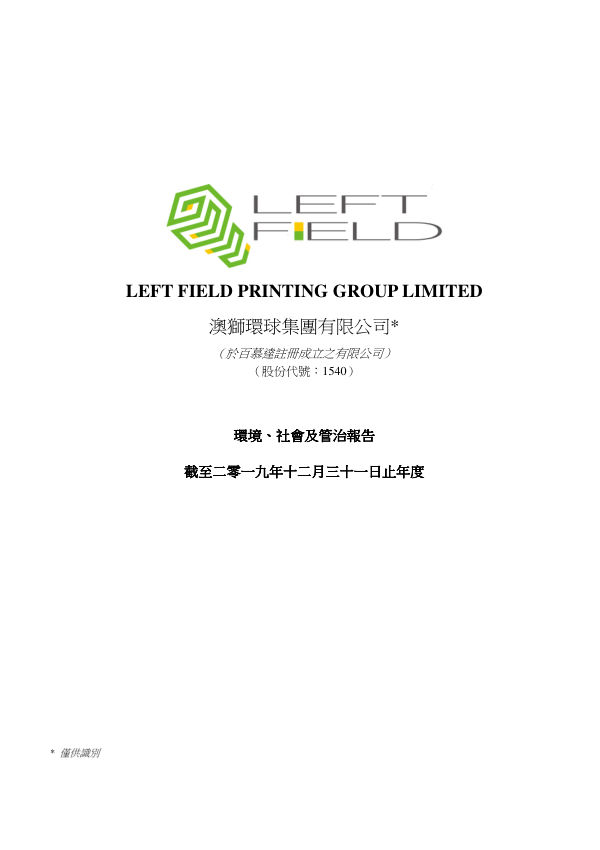 LEFT
FIELD
LEFT FIELD PRINTING GROUP LIMITED
澳獅環球集團有限公司*
（於百慕達註冊成立之有限公司）
（股份代號：1540）
環境、社會及管治報告
截至二零一九年十二月三十一日止年度
* 僅供識別